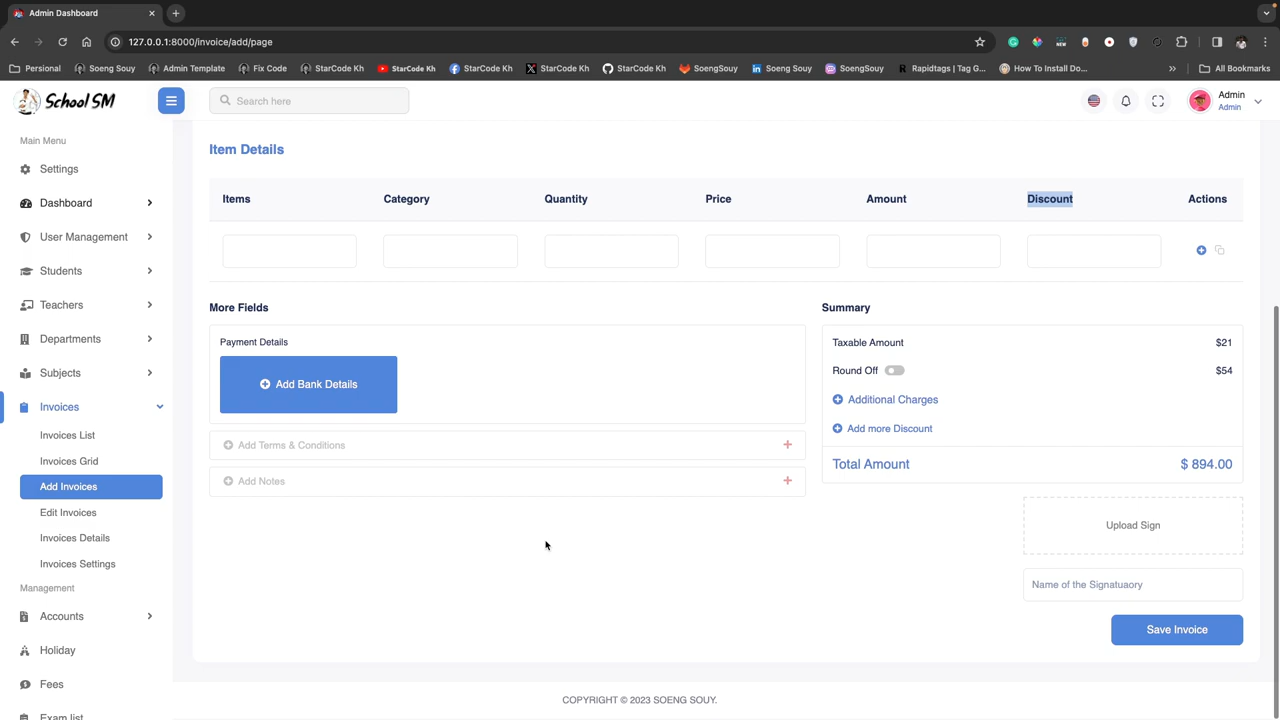 Admin Dashboard
127.0.0.1:8000/invoice/add/page
Personal Soeng Souy Admin Template Fix Code StarCode Kh StarCode Kh StarCode Kh StarCode Kh StarCode Kh SoengSouy Soeng Souy SoengSouy Rapidtags | Tag G... How To Install Do... All Bookmarks
School SM
Search here
Admin
Admin
Main Menu
Settings
Dashboard
User Management
Students
Teachers
Departments
Subjects
Invoices
Invoices List
Invoices Grid
Add Invoices
Edit Invoices
Invoices Details
Invoices Settings
Management
Accounts
Holiday
Fees
Exam list
Item Details
Items Category Quantity Price Amount Discount Actions
More Fields
Payment Details
Add Bank Details
Add Terms & Conditions
Add Notes
Summary
Taxable Amount $21
Round Off $54
Additional Charges
Add more Discount
Total Amount $ 894.00
Upload Sign
Name of the Signatuaory
Save Invoice
COPYRIGHT © 2023 SOENG SOUY.